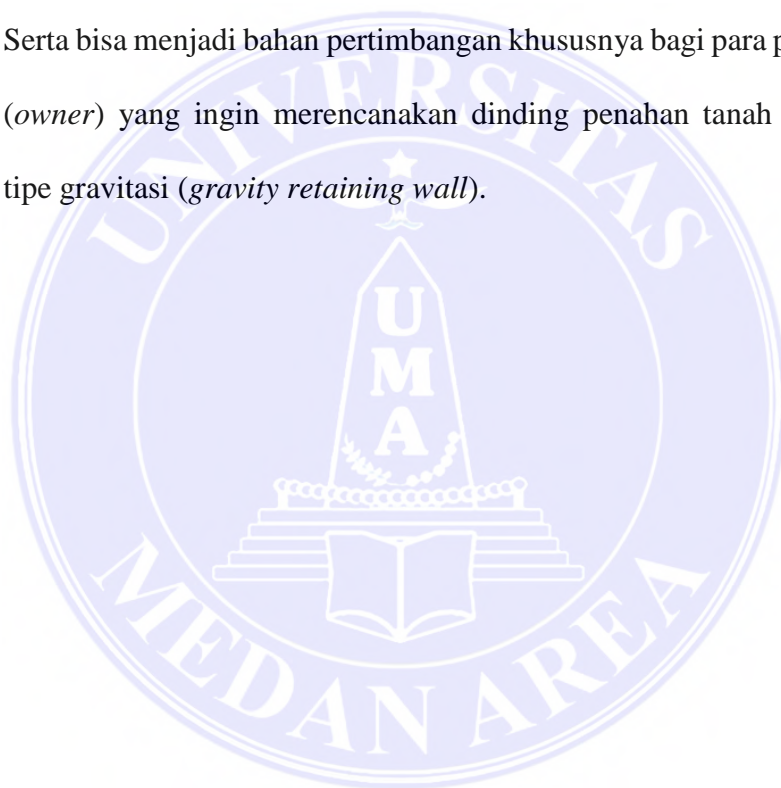 Serta bisa menjadi bahan pertimbangan khususnya bagi para
(owner) yang ingin merencanakan dinding penahan tanah
tipe gravitasi (gravity retaining wall).
UNIVERSITAS
U
M
A
MEDAN AREA